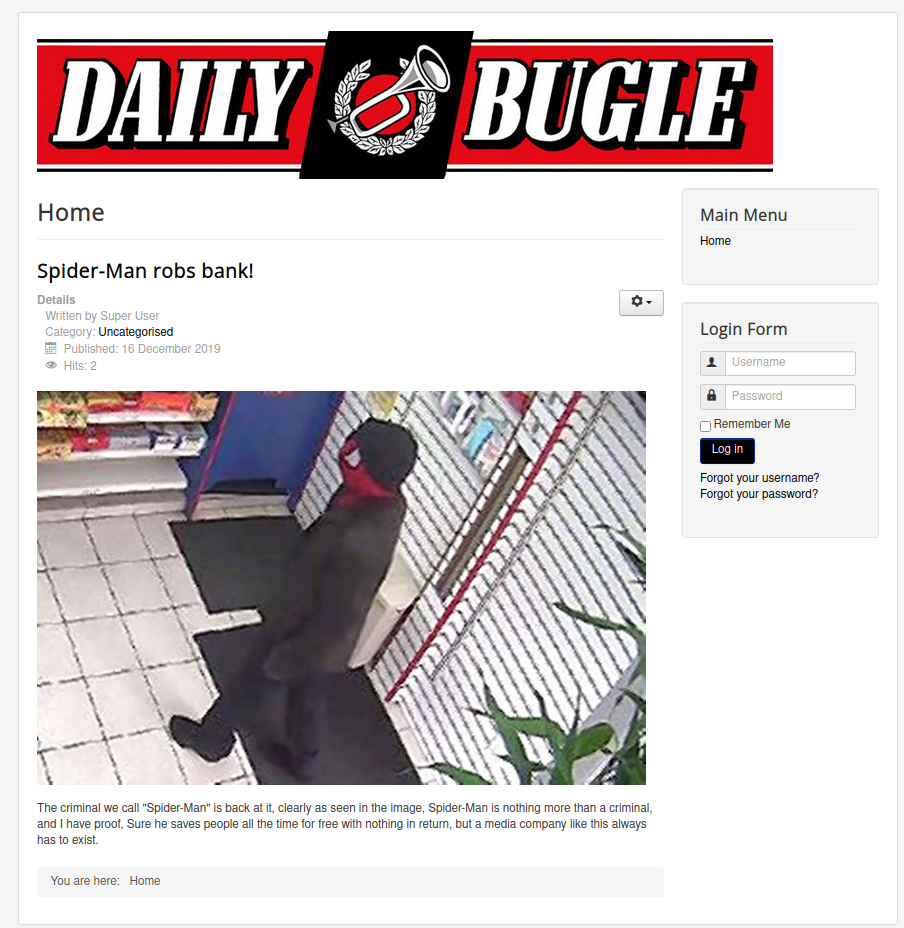 DAILY BUGLE
Home
Spider-Man robs bank!
Details
Written by Super User
Category: Uncategorised
Published: 16 December 2019
Hits: 2
The criminal we call "Spider-Man" is back at it, clearly as seen in the image, Spider-Man is nothing more than a criminal,
and I have proof, Sure he saves people all the time for free with nothing in return, but a media company like this always
has to exist.
You are here: Home
Main Menu
Home
Login Form
Username
Password
Remember Me
Log in
Forgot your username?
Forgot your password?